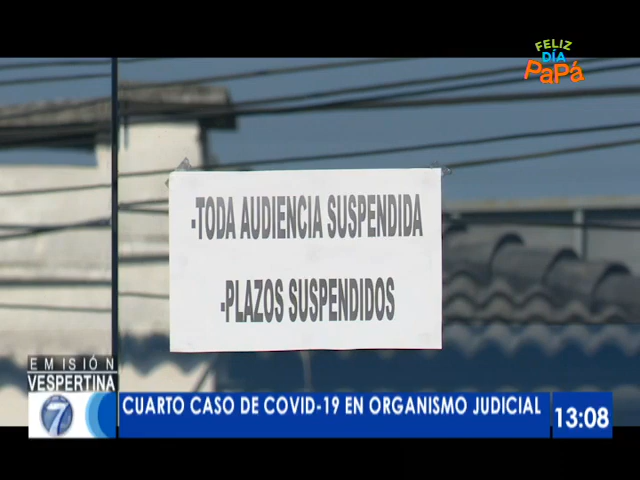 FELIZ
DÍA
PaPá
-TODA AUDIENCIA SUSPENDIDA
-PLAZOS SUSPENDIDOS
EMISIÓN
VESPERTINA
7
CUARTO CASO DE COVID-19 EN ORGANISMO JUDICIAL
13:08